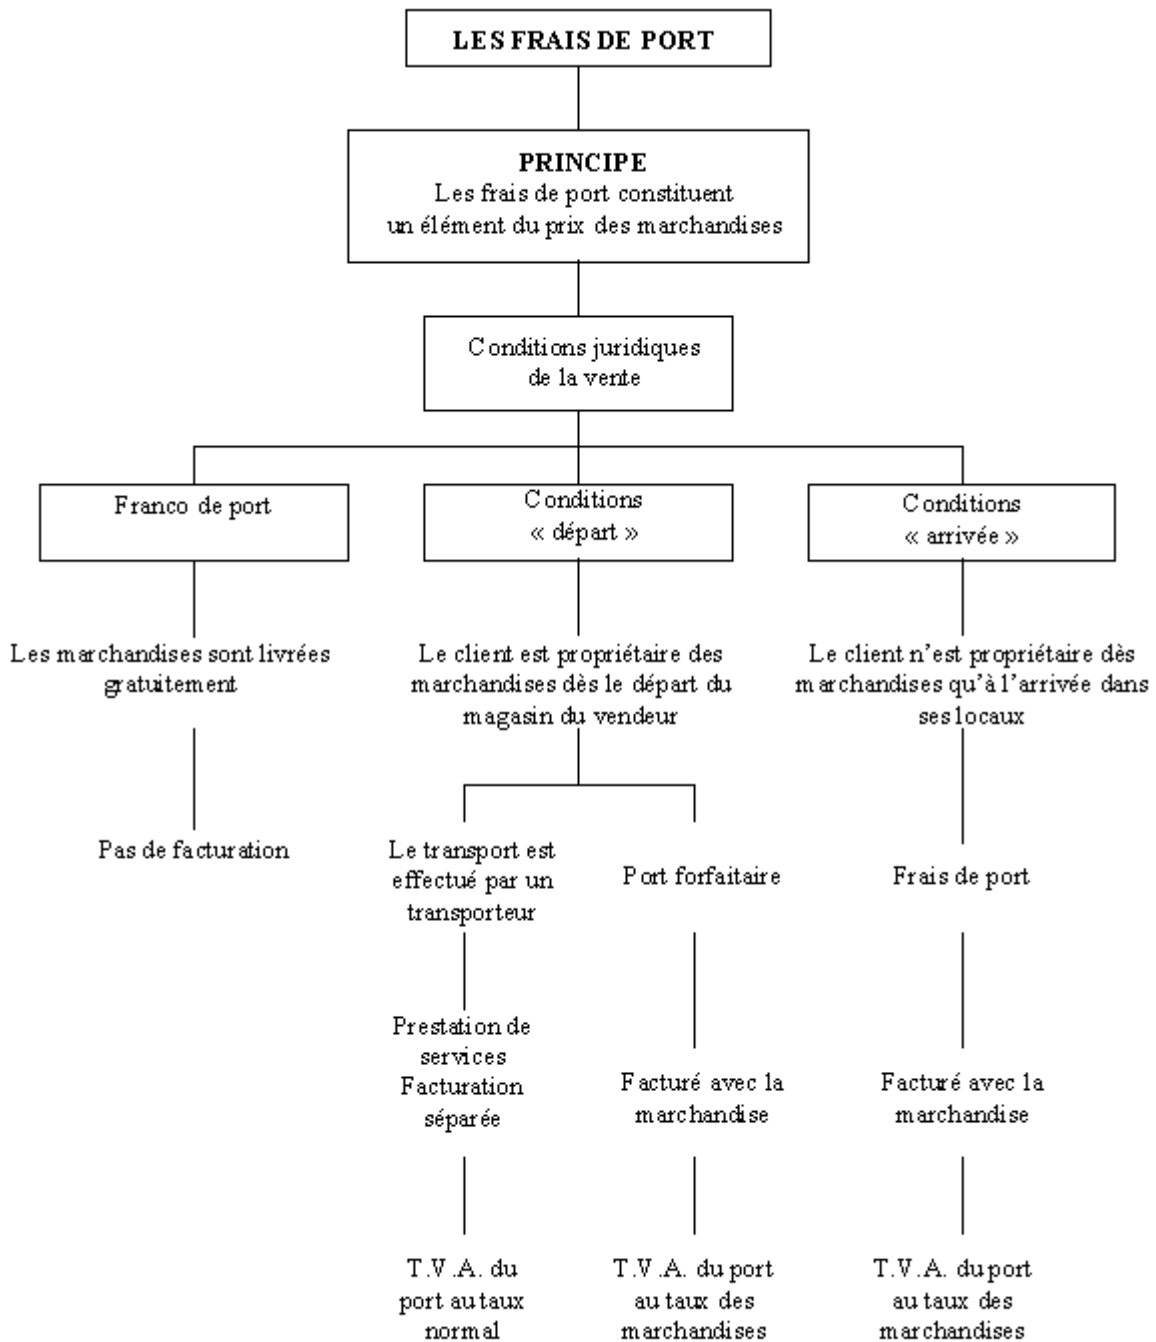 LES FRAIS DE PORT
PRINCIPE
Les frais de port constituent
un élément du prix des marchandises
Conditions juridiques
de la vente
Franco de port
Conditions
« départ »
Conditions
« arrivée »
Les marchandises sont livrées
gratuitement
Le client est propriétaire des
marchandises dès le départ du
magasin du vendeur
Le client n’est propriétaire dès
marchandises qu’à l’arrivée dans
ses locaux
Pas de facturation
Le transport est
effectué par un
transporteur
Port forfaitaire
Frais de port
Prestation de
services
Facturation
séparée
Facturé avec la
marchandise
Facturé avec la
marchandise
T.V.A. du
port au taux
normal
T.V.A. du port
au taux des
marchandises
T.V.A. du port
au taux des
marchandises